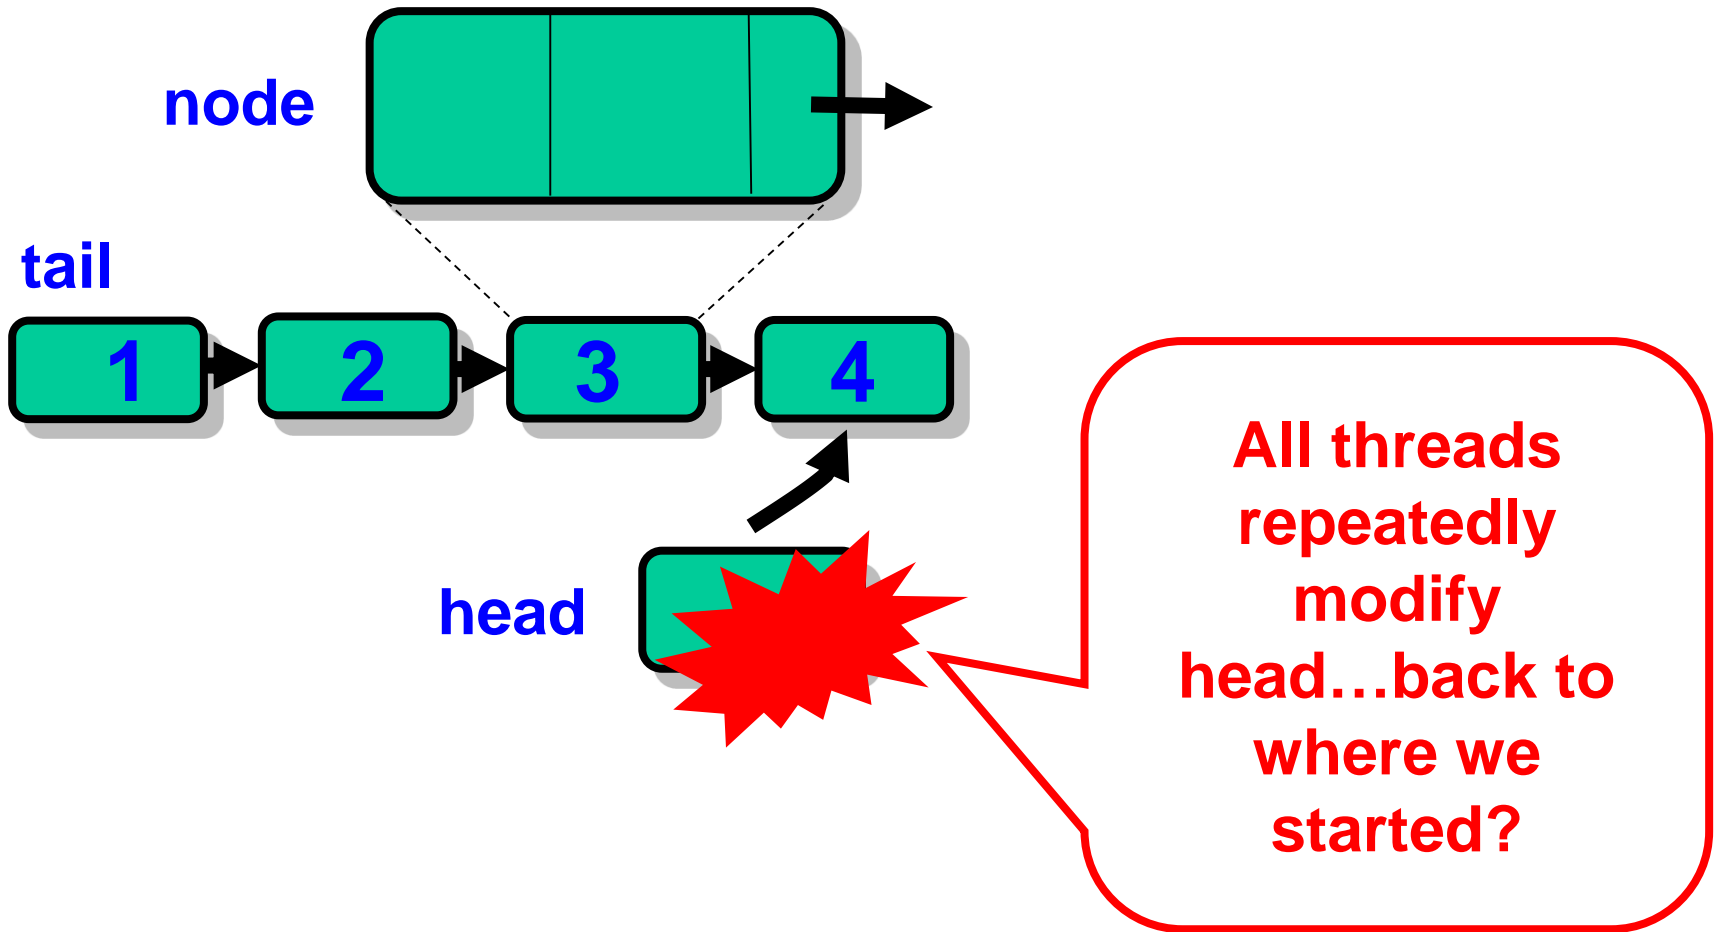 node
tail
1 2 3 4
head
All threads
repeatedly
modify
head…back to
where we
started?